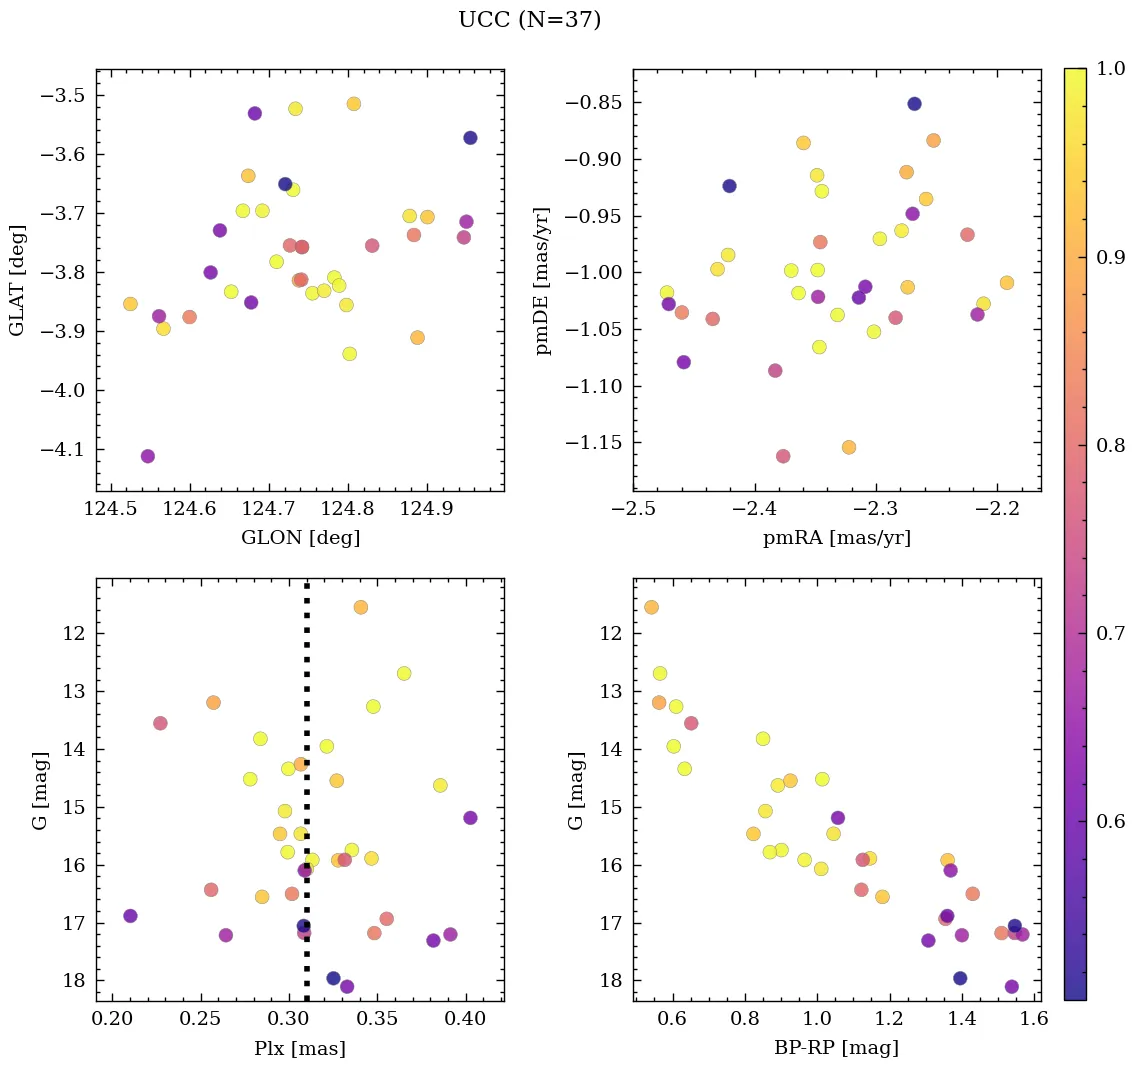 UCC (N=37)
−3.5
−3.6
−3.7
−3.8
−3.9
−4.0
−4.1
GLAT [deg]
124.5 124.6 124.7 124.8 124.9
GLON [deg]
−0.85
−0.90
−0.95
−1.00
−1.05
−1.10
−1.15
pmDE [mas/yr]
−2.5 −2.4 −2.3 −2.2
pmRA [mas/yr]
12
13
14
15
16
17
18
G [mag]
0.20 0.25 0.30 0.35 0.40
Plx [mas]
12
13
14
15
16
17
18
G [mag]
0.6 0.8 1.0 1.2 1.4 1.6
BP-RP [mag]
1.0
0.9
0.8
0.7
0.6